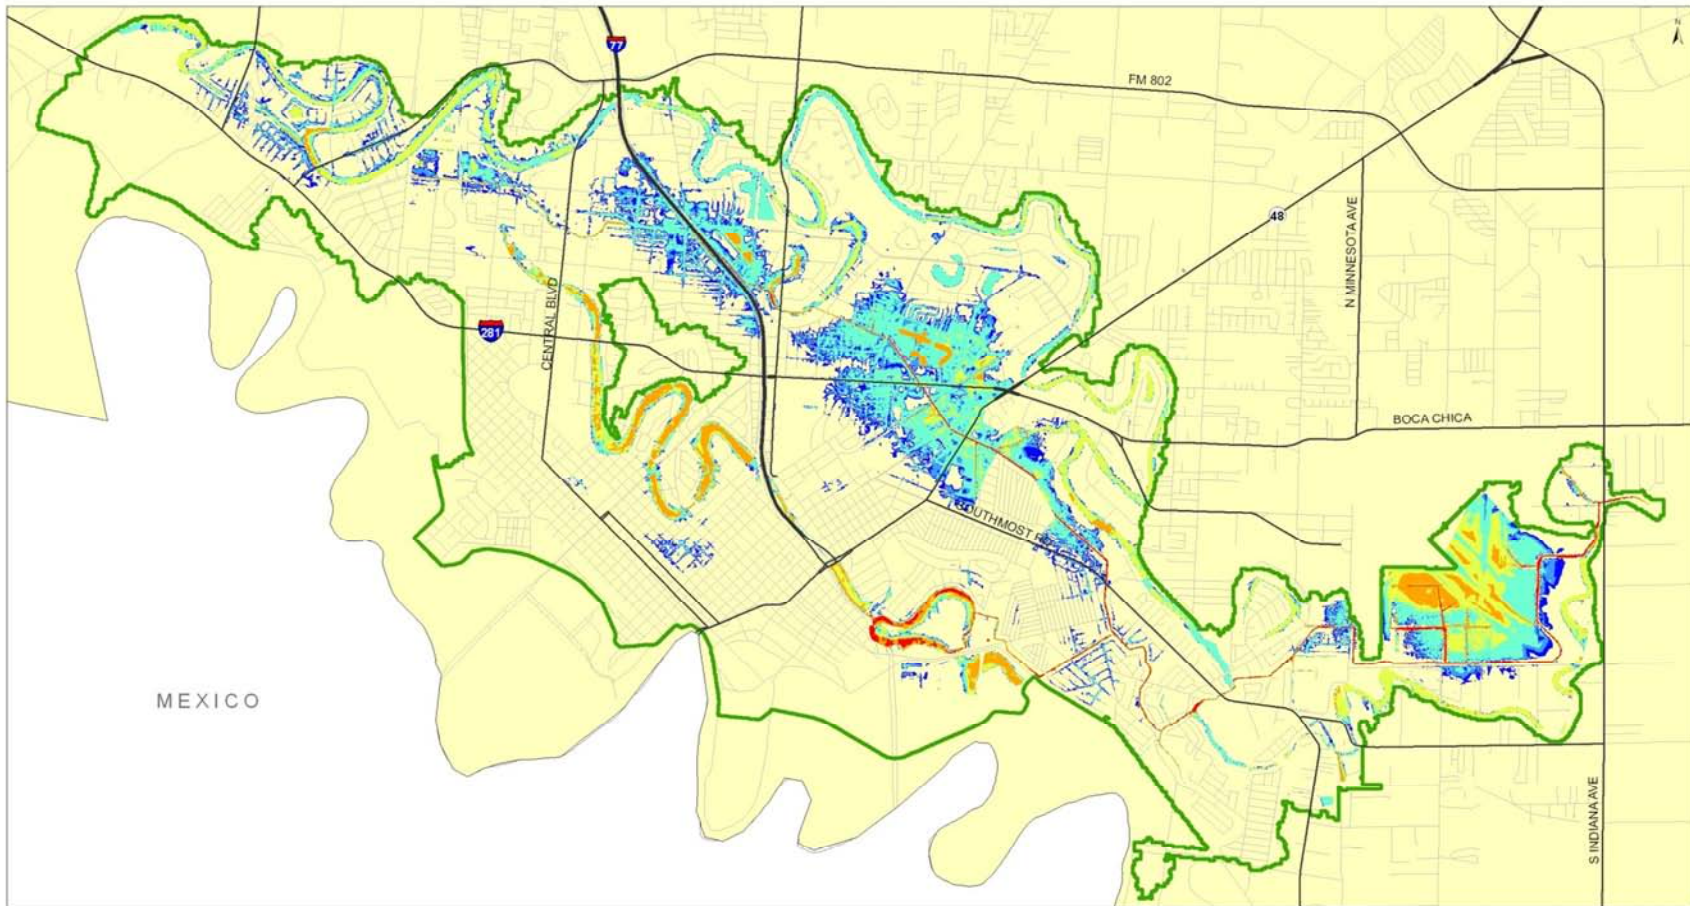 N
77
FM 802
48
N MINNESOTA AVE
281
CENTRAL BLVD
BOCA CHICA
SOUTHMOST RD
MEXICO
S INDIANA AVE